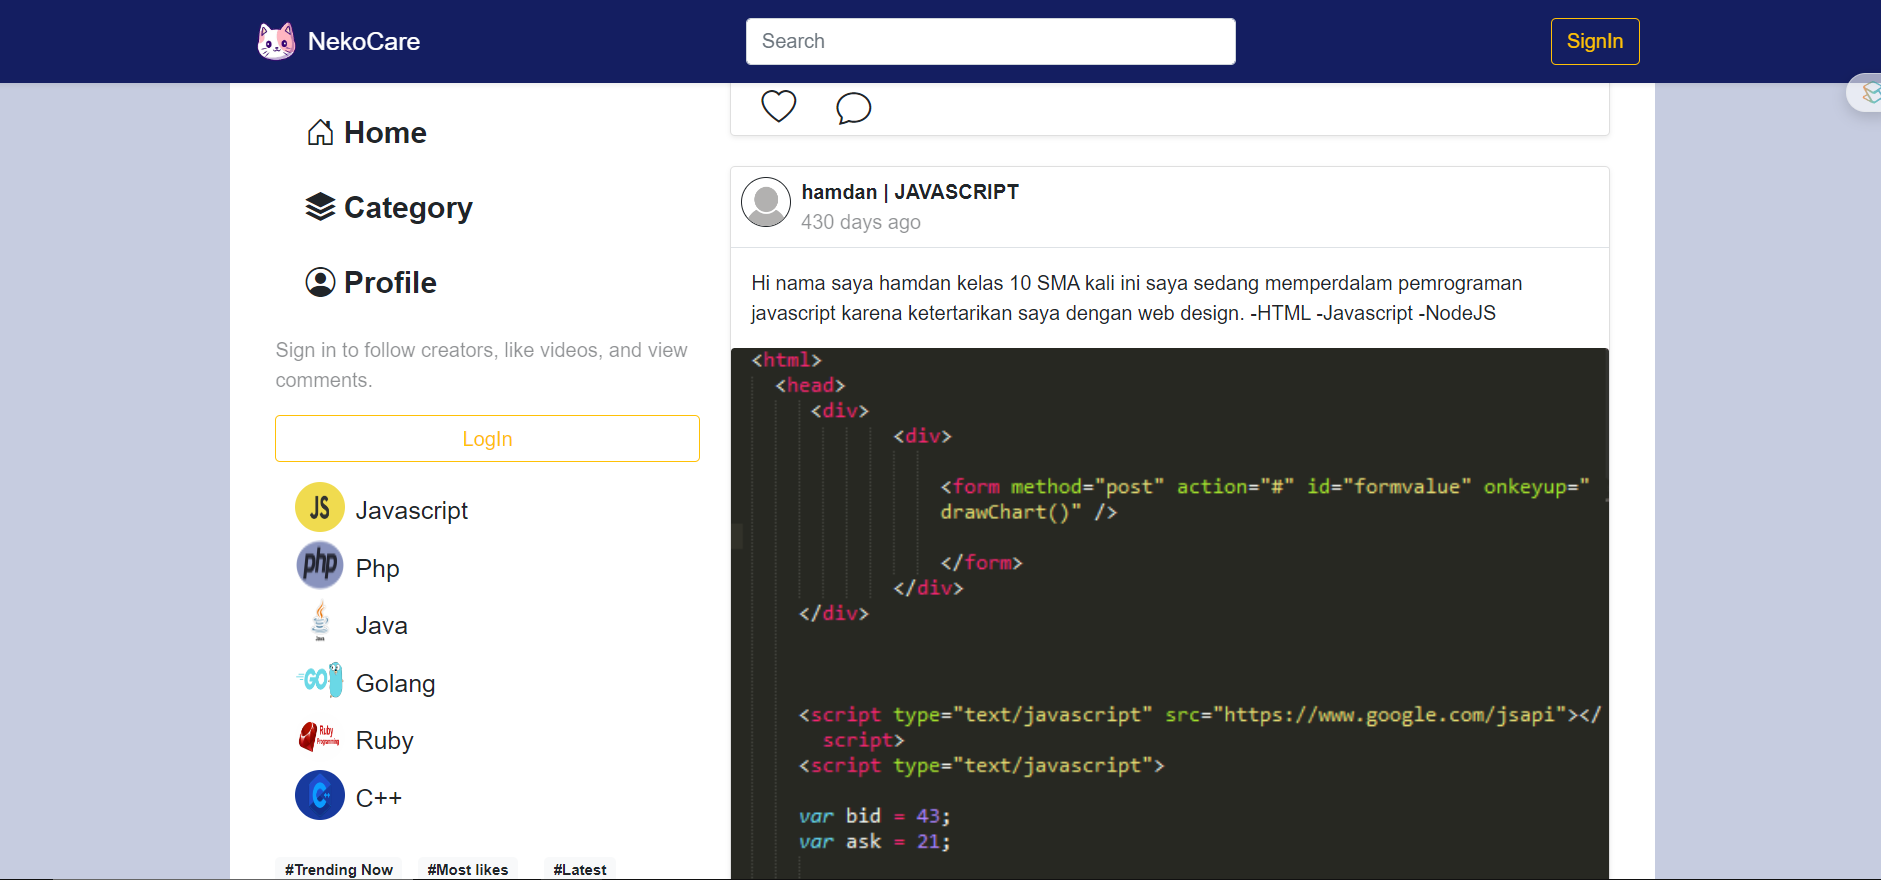 NekoCare
Search
SignIn
Home
Category
Profile
Sign in to follow creators, like videos, and view
comments.
LogIn
JS Javascript
php Php
Java Java
GO Golang
Ruby Programming Ruby
C++ C++
#Trending Now #Most likes #Latest
hamdan | JAVASCRIPT
430 days ago
Hi nama saya hamdan kelas 10 SMA kali ini saya sedang memperdalam pemrograman
javascript karena ketertarikan saya dengan web design. -HTML -Javascript -NodeJS
<html>
<head>
<div>
<div>
<form method="post" action="#" id="formvalue" onkeyup="
drawChart()" />
</form>
</div>
</div>
<script type="text/javascript" src="https://www.google.com/jsapi"></
script>
<script type="text/javascript">
var bid = 43;
var ask = 21;